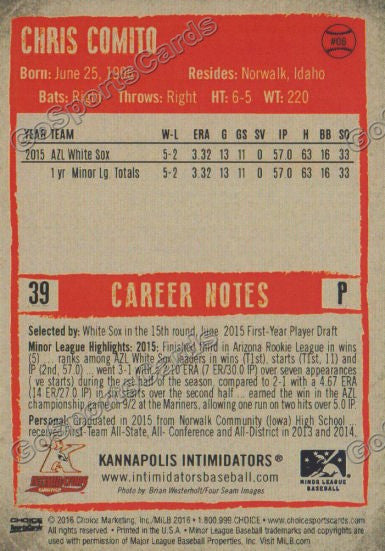 CHRIS COMITO
#06
Born: June 25, Resides: Norwalk, Idaho
Bats: Right Throws: Right HT: 6-5 WT: 220
YEAR TEAM W-L ERA G GS SV IP H BB SO
2015 AZL White Sox 5-2 3.32 13 11 0 57.0 63 16 33
1 yr Minor Lg. Totals 5-2 3.32 13 11 0 57.0 63 16 33
39 CAREER NOTES P
Selected by: White Sox in the 15th round, June 2015 First-Year Player Draft
Minor League Highlights: 2015: Finished third in Arizona Rookie League in
wins (5) ... ranks among AZL White Sox leaders in wins (T1st), starts (T1st, 11) and
IP (2nd, 57.0) ... went 3-1 with a ERA (7 ER/30.0 IP) over seven appearances
( starts) during the half of the season, compared to 2-1 with a 4.67 ERA
(14 ER/27.0 IP) in six starts over the second half ... earned the win in the AZL
championship game on 9/2 at the Mariners, allowing one run on two hits over 5.0 IP.
Personal: Graduated in 2015 from Norwalk Community (Iowa) High School ...
received First-Team All-State, All- Conference and All-District in 2013 and 2014.
KANNAPOLIS INTIMIDATORS®
www.intimidatorsbaseball.com
Photo by: Brian Westerholt/Four Seam Images
MINOR LEAGUE
BASEBALL
CHOICE © 2016 Choice Marketing, Inc./MiLB 2016 • 1.800.999.CHOICE • www.choicesportscards.com CHOICE
All Rights Reserved. Printed in the U.S.A. • Minor League Baseball trademarks and copyrights are
used with permission of Major League Baseball Properties, Inc. Visit MiLB.com
GoSportsCards
GoSportsCards
GoSportsCards
GoSportsCards